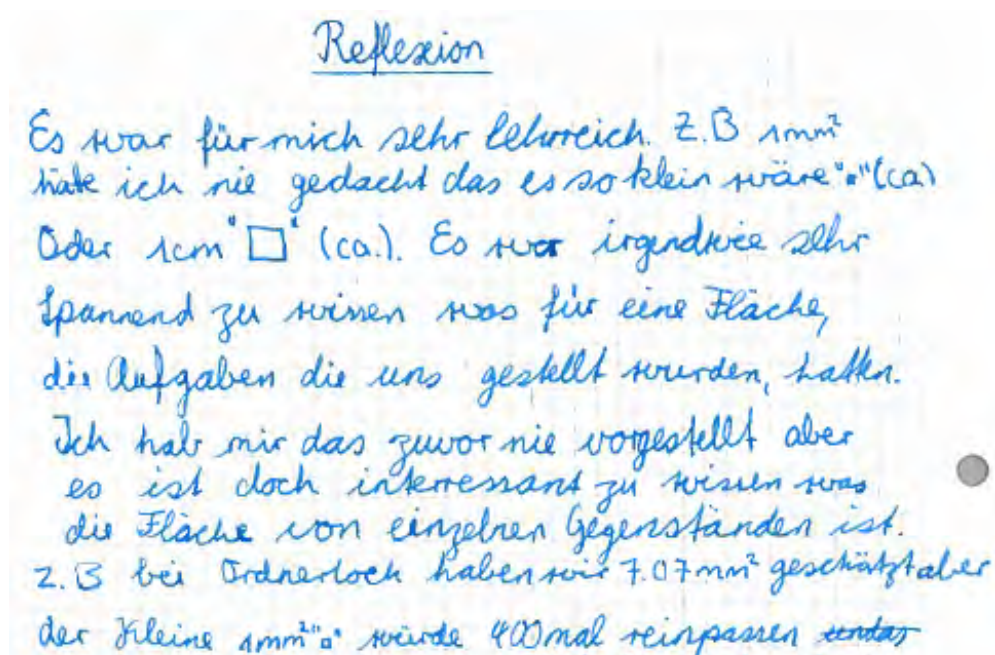 Reflexion
Es war für mich sehr lehrreich. Z.B 1mm²
häte ich nie gedacht das es so klein wäre "▫" (ca)
Oder 1cm "□" (ca.). Es war irgendwie sehr
Spannend zu wissen was für eine Fläche,
die Aufgaben die uns gestellt wurden, hatten.
Ich hab mir das zuvor nie vorgestellt aber
es ist doch interressant zu wissen was
die Fläche von einzelnen Gegenständen ist.
z.B bei Ordnerloch haben wir 7.07mm² geschätzt aber
der Kleine 1mm² "▫" würde 400mal reinpassen